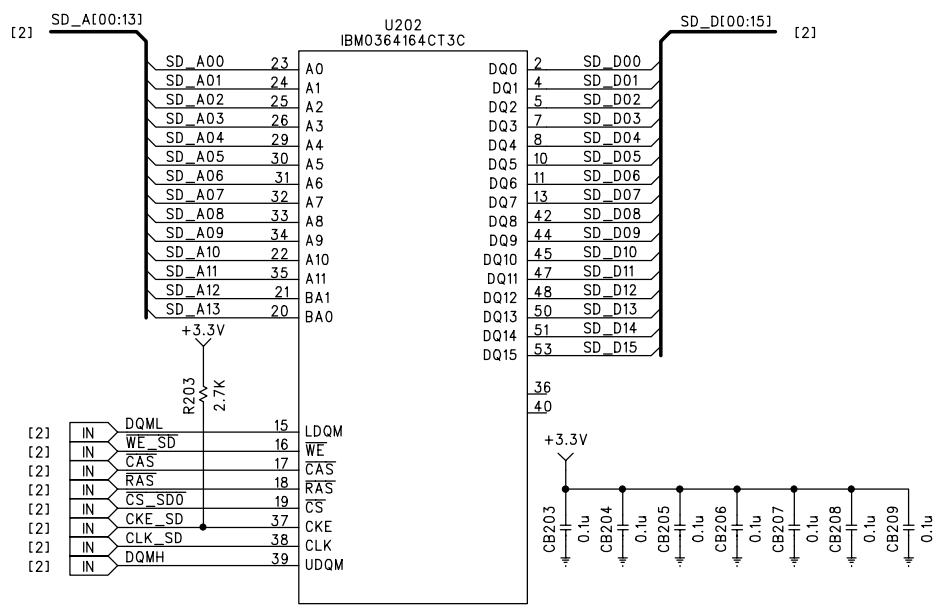 [2] SD_A[00:13] U202 SD_D[00:15] [2]
IBM0364164CT3C
SD_A00 23 A0 DQ0 2 SD_D00
SD_A01 24 A1 DQ1 4 SD_D01
SD_A02 25 A2 DQ2 5 SD_D02
SD_A03 26 A3 DQ3 7 SD_D03
SD_A04 29 A4 DQ4 8 SD_D04
SD_A05 30 A5 DQ5 10 SD_D05
SD_A06 31 A6 DQ6 11 SD_D06
SD_A07 32 A7 DQ7 13 SD_D07
SD_A08 33 A8 DQ8 42 SD_D08
SD_A09 34 A9 DQ9 44 SD_D09
SD_A10 22 A10 DQ10 45 SD_D10
SD_A11 35 A11 DQ11 47 SD_D11
SD_A12 21 BA1 DQ12 48 SD_D12
SD_A13 20 BA0 DQ13 50 SD_D13
+3.3V DQ14 51 SD_D14
DQ15 53 SD_D15
R203 2.7K
36
40
[2] IN DQML 15 LDQM
[2] IN WE_SD 16 WE
[2] IN CAS 17 CAS
[2] IN RAS 18 RAS
[2] IN CS_SD0 19 CS
[2] IN CKE_SD 37 CKE
[2] IN CLK_SD 38 CLK
[2] IN DQMH 39 UDQM
+3.3V
CB203 0.1u
CB204 0.1u
CB205 0.1u
CB206 0.1u
CB207 0.1u
CB208 0.1u
CB209 0.1u